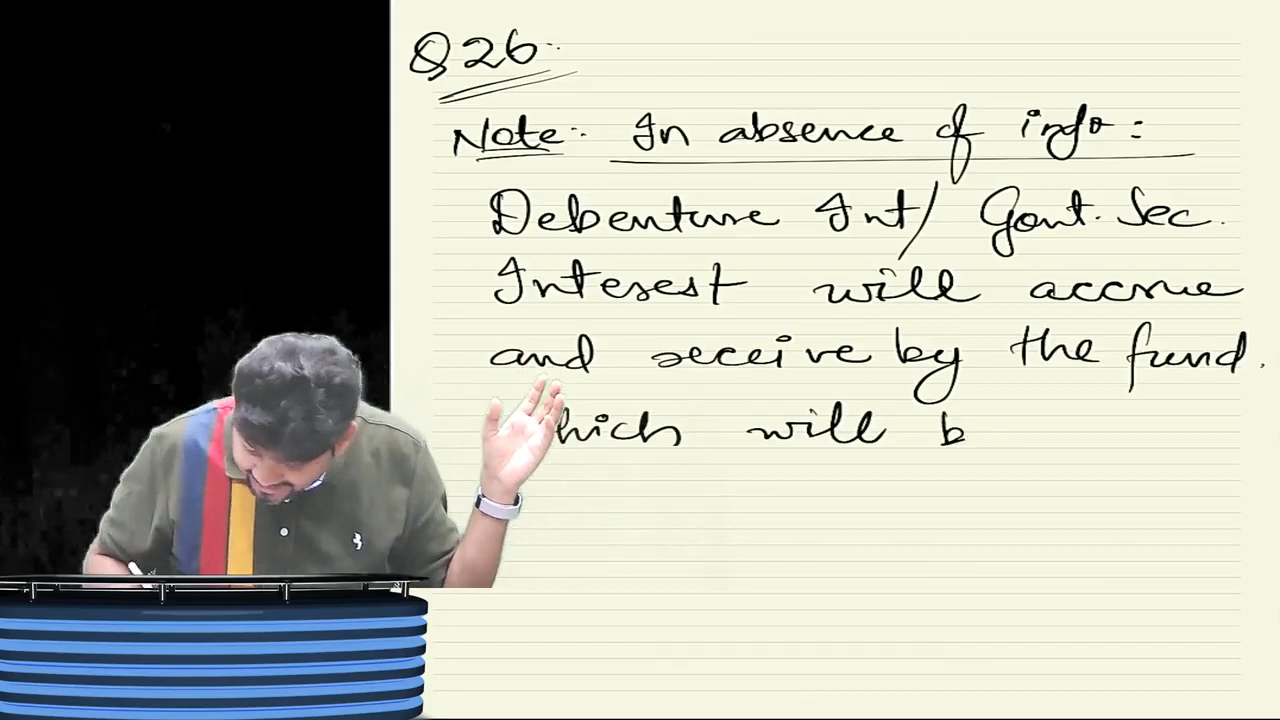 Q26:
Note: In absence of info:
Debenture Int/ Govt. Sec.
Interest will accrue
and receive by the fund.
which will b